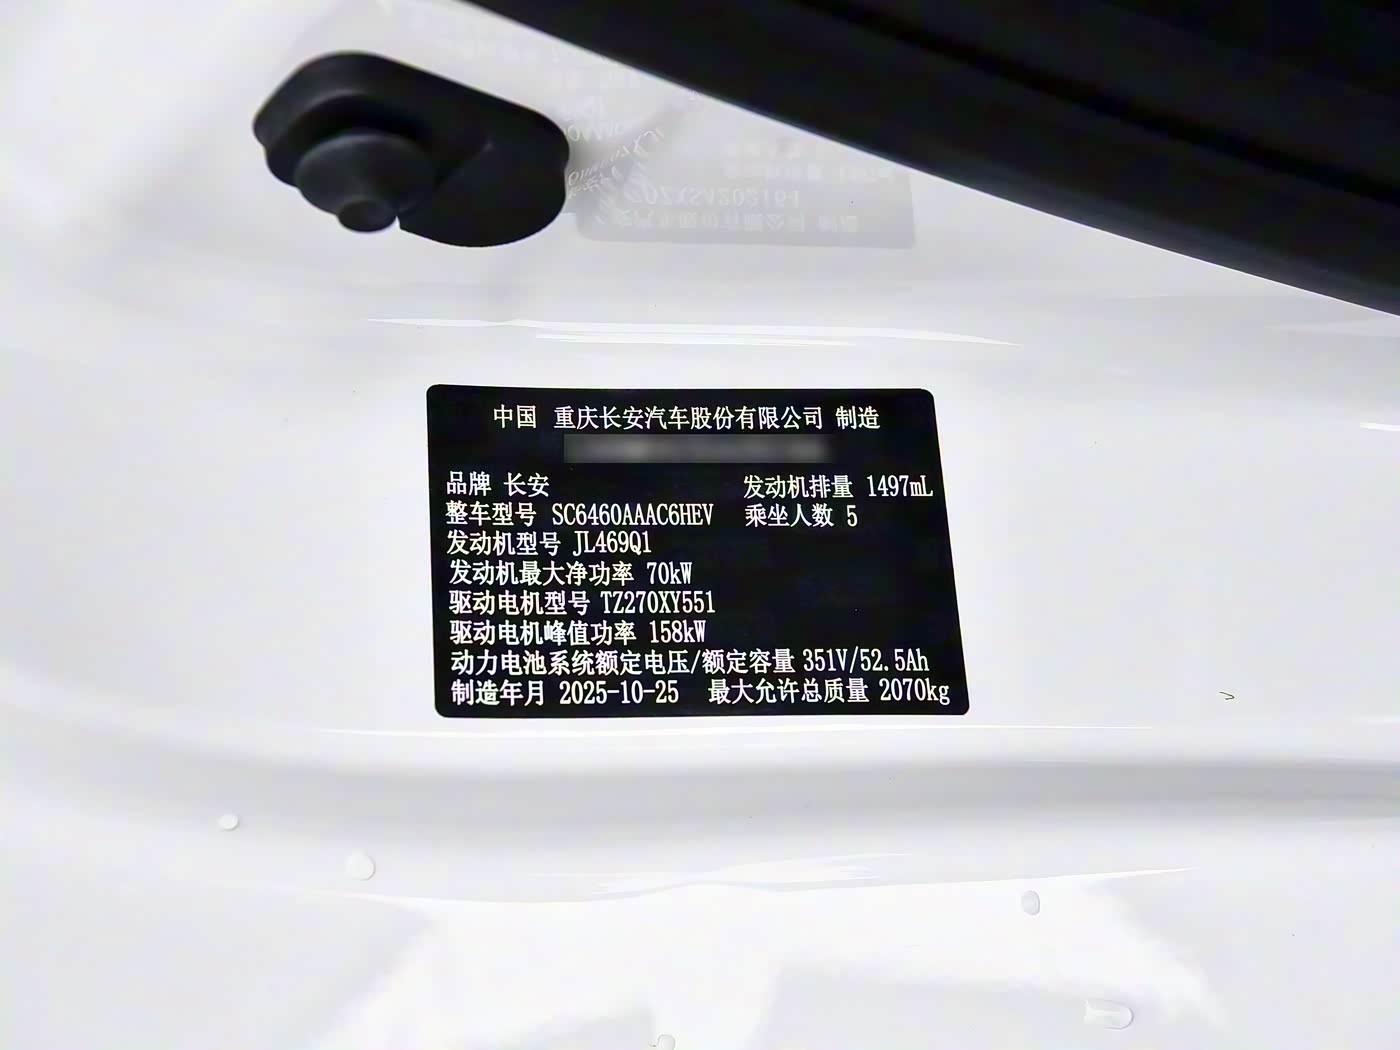 中国 重庆长安汽车股份有限公司 制造
品牌 长安 发动机排量 1497mL
整车型号 SC6460AAAC6HEV 乘坐人数 5
发动机型号 JL469Q1
发动机最大净功率 70kW
驱动电机型号 TZ270XY551
驱动电机峰值功率 158kW
动力电池系统额定电压/额定容量 351V/52.5Ah
制造年月 2025-10-25 最大允许总质量 2070kg